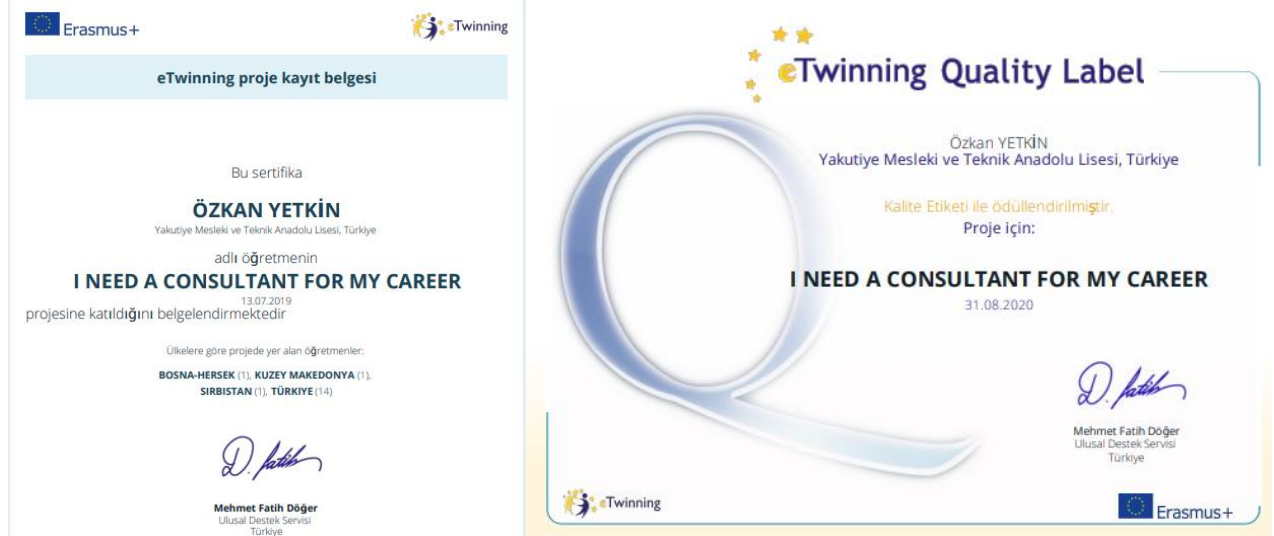 Erasmus+
eTwinning
eTwinning proje kayıt belgesi
Bu sertifika
ÖZKAN YETKİN
Yakutiye Mesleki ve Teknik Anadolu Lisesi, Türkiye
adlı öğretmenin
I NEED A CONSULTANT FOR MY CAREER
13.07.2019
projesine katıldığını belgelendirmektedir
Ülkelere göre projede yer alan öğretmenler:
BOSNA-HERSEK (1), KUZEY MAKEDONYA (1),
SIRBISTAN (1), TÜRKIYE (14)
D. fatih
Mehmet Fatih Döğer
Ulusal Destek Servisi
Türkiye
eTwinning Quality Label
Özkan YETKİN
Yakutiye Mesleki ve Teknik Anadolu Lisesi, Türkiye
Kalite Etiketi ile ödüllendirilmiştir.
Proje için:
I NEED A CONSULTANT FOR MY CAREER
31.08.2020
D. fatih
Mehmet Fatih Döğer
Ulusal Destek Servisi
Türkiye
eTwinning
Erasmus+